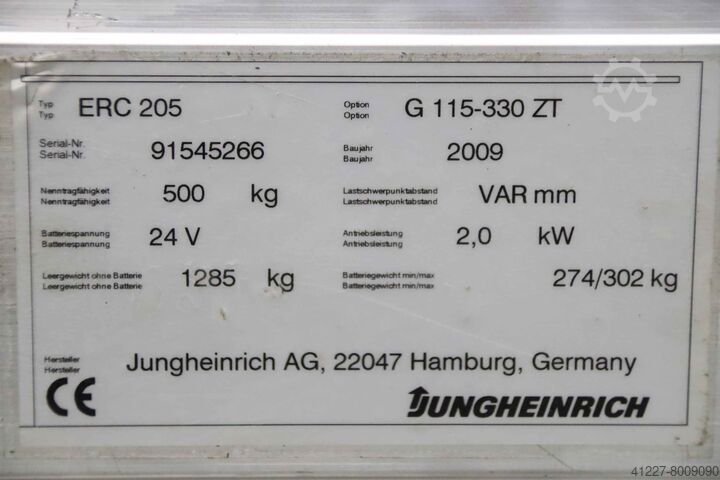 Typ ERC 205 Option G 115-330 ZT
Typ Option
Serial-Nr. 91545266 Baujahr 2009
Serial-Nr. Baujahr
Nenntragfähigkeit 500 kg Lastschwerpunktabstand VAR mm
Nenntragfähigkeit Lastschwerpunktabstand
Batteriespannung 24 V Antriebsleistung 2,0 kW
Batteriespannung Antriebsleistung
Leergewicht ohne Batterie 1285 kg Batteriegewicht min/max 274/302 kg
Leergewicht ohne Batterie Batteriegewicht min/max
Hersteller Jungheinrich AG, 22047 Hamburg, Germany
Hersteller
CE JUNGHEINRICH
41227-8009090